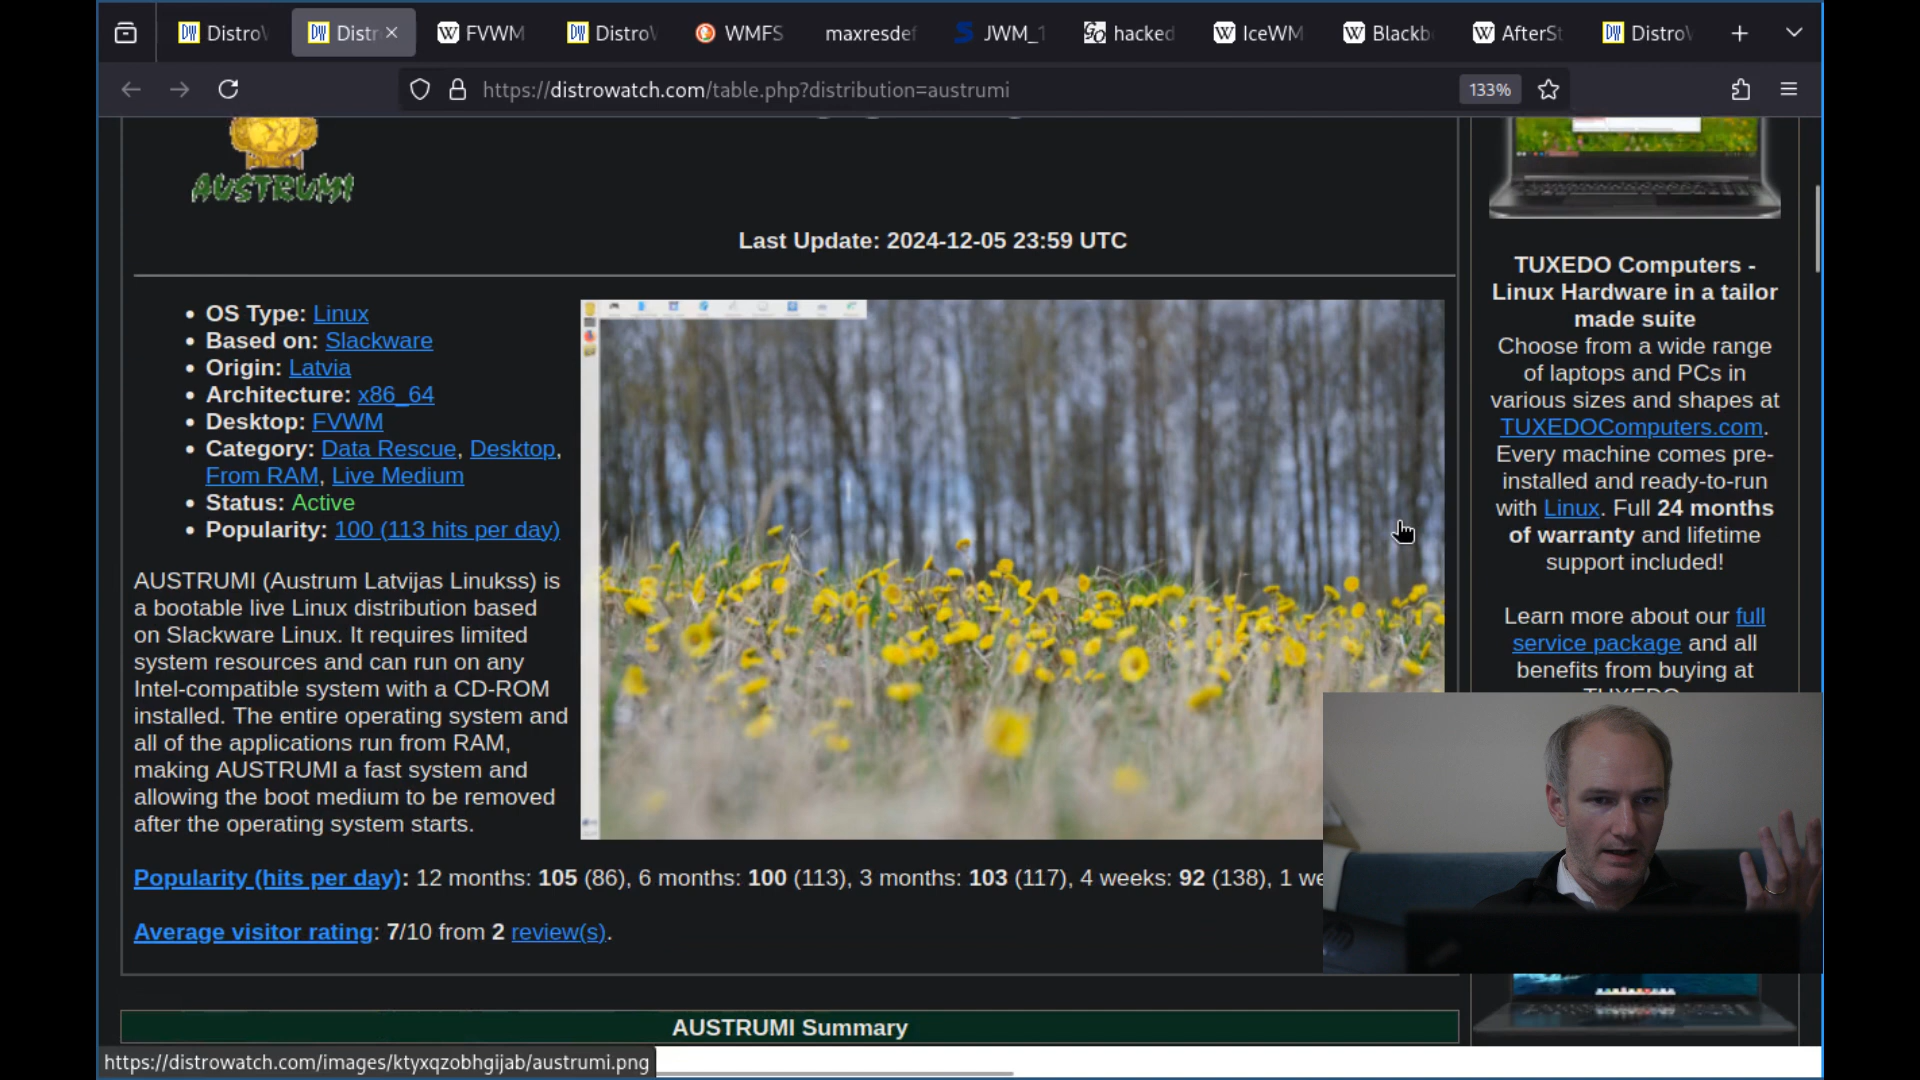 DistroW
Distr
FVWM
DistroW
WMFS
maxresdef
JWM_1
hacked
IceWM
Blackb
AfterSt
DistroW
https://distrowatch.com/table.php?distribution=austrumi
133%
AUSTRUMI
Last Update: 2024-12-05 23:59 UTC
• OS Type: Linux
• Based on: Slackware
• Origin: Latvia
• Architecture: x86_64
• Desktop: FVWM
• Category: Data Rescue, Desktop,
From RAM, Live Medium
• Status: Active
• Popularity: 100 (113 hits per day)
AUSTRUMI (Austrum Latvijas Linukss) is
a bootable live Linux distribution based
on Slackware Linux. It requires limited
system resources and can run on any
Intel-compatible system with a CD-ROM
installed. The entire operating system and
all of the applications run from RAM,
making AUSTRUMI a fast system and
allowing the boot medium to be removed
after the operating system starts.
Popularity (hits per day): 12 months: 105 (86), 6 months: 100 (113), 3 months: 103 (117), 4 weeks: 92 (138), 1 we
Average visitor rating: 7/10 from 2 review(s).
AUSTRUMI Summary
https://distrowatch.com/images/ktyxqzobhgijab/austrumi.png
TUXEDO Computers -
Linux Hardware in a tailor
made suite
Choose from a wide range
of laptops and PCs in
various sizes and shapes at
TUXEDOComputers.com.
Every machine comes pre-
installed and ready-to-run
with Linux. Full 24 months
of warranty and lifetime
support included!
Learn more about our full
service package and all
benefits from buying at